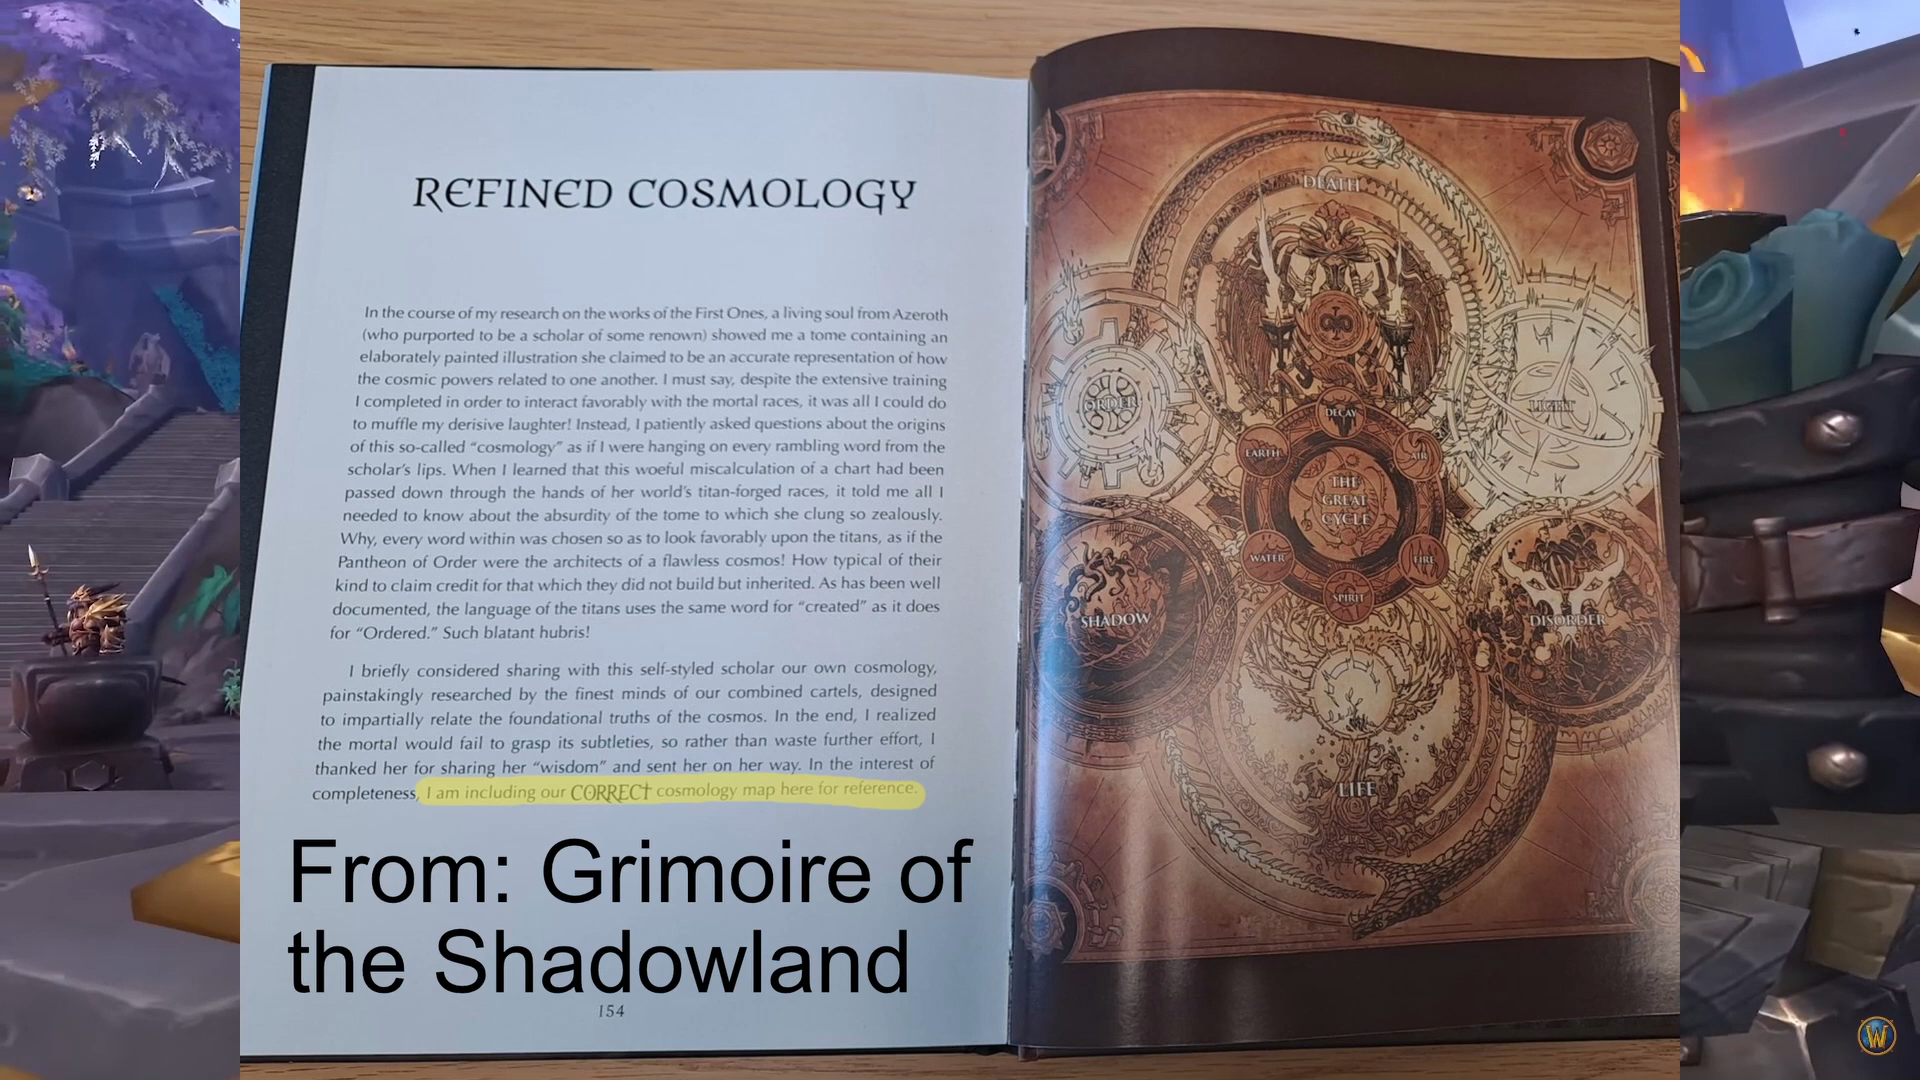 REFINED COSMOLOGY
In the course of my research on the works of the First Ones, a living soul from Azeroth
(who purported to be a scholar of some renown) showed me a tome containing an
elaborately painted illustration she claimed to be an accurate representation of how
the cosmic powers related to one another. I must say, despite the extensive training
I completed in order to interact favorably with the mortal races, it was all I could do
to muffle my derisive laughter! Instead, I patiently asked questions about the origins
of this so-called “cosmology” as if I were hanging on every rambling word from the
scholar’s lips. When I learned that this woeful miscalculation of a chart had been
passed down through the hands of her world’s titan-forged races, it told me all I
needed to know about the absurdity of the tome to which she clung so zealously.
Why, every word within was chosen so as to look favorably upon the titans, as if the
Pantheon of Order were the architects of a flawless cosmos! How typical of their
kind to claim credit for that which they did not build but inherited. As has been well
documented, the language of the titans uses the same word for “created” as it does
for “Ordered.” Such blatant hubris!
I briefly considered sharing with this self-styled scholar our own cosmology,
painstakingly researched by the finest minds of our combined cartels, designed
to impartially relate the foundational truths of the cosmos. In the end, I realized
the mortal would fail to grasp its subtleties, so rather than waste further effort, I
thanked her for sharing her “wisdom” and sent her on her way. In the interest of
completeness, I am including our CORRECT cosmology map here for reference.
From: Grimoire of
the Shadowland
154
DEATH
ORDER
LIGHT
DECAY
EARTH
AIR
THE
GREAT
CYCLE
WATER
FIRE
SPIRIT
SHADOW
DISORDER
LIFE
W